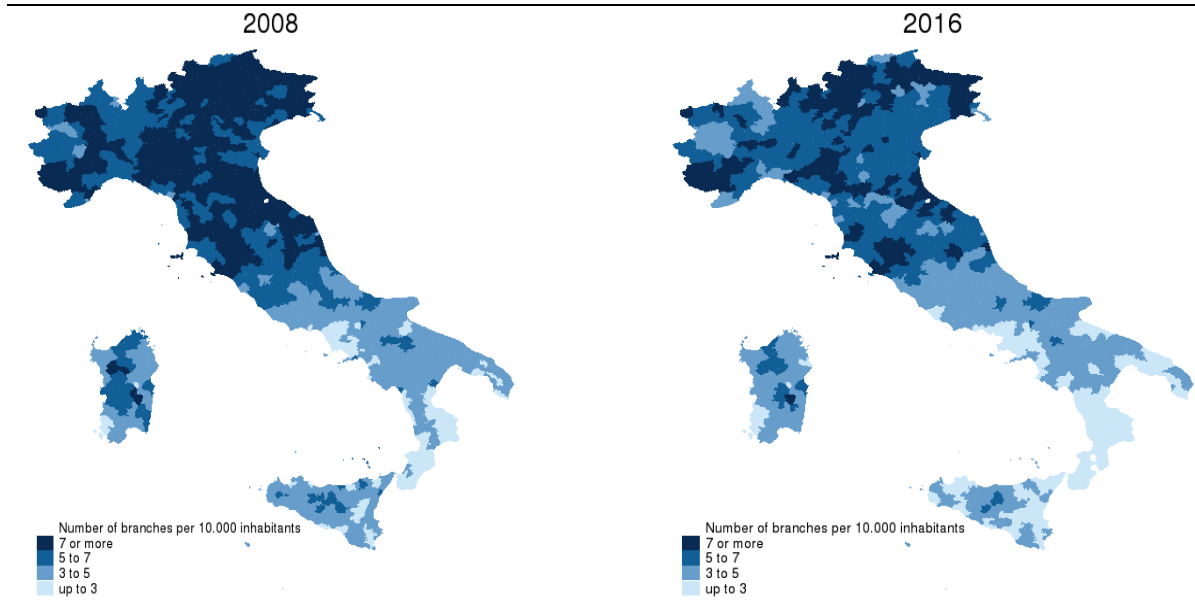 2008
2016
Number of branches per 10.000 inhabitants
7 or more
5 to 7
3 to 5
up to 3
Number of branches per 10.000 inhabitants
7 or more
5 to 7
3 to 5
up to 3